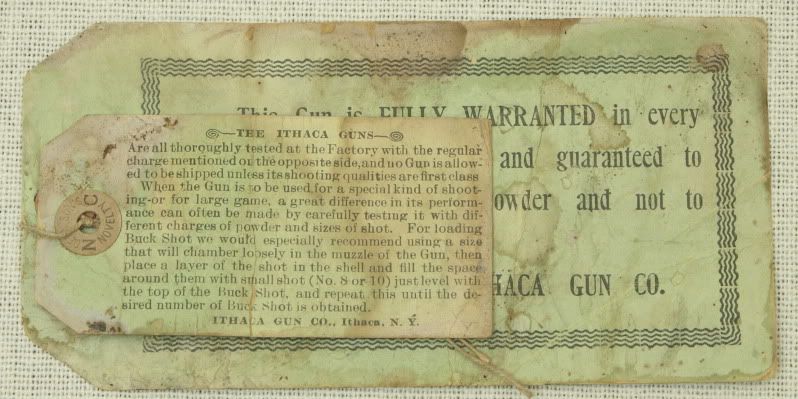 This Gun is FULLY WARRANTED in every
and guaranteed to
owder and not to
HACA GUN CO.
THE ITHACA GUNS
Are all thoroughly tested at the Factory with the regular
charge mentioned on the opposite side, and no Gun is allow-
ed to be shipped unless its shooting qualities are first class
When the Gun is to be used for a special kind of shoot-
ing-or for large game, a great difference in its perform-
ance can often be made by carefully testing it with dif-
ferent charges of powder and sizes of shot. For loading
Buck Shot we would especially recommend using a size
that will chamber loosely in the muzzle of the Gun, then
place a layer of the shot in the shell and fill the space
around them with small shot (No. 8 or 10) just level with
the top of the Buck Shot, and repeat this until the de-
sired number of Buck Shot is obtained.
ITHACA GUN CO., Ithaca, N. Y.